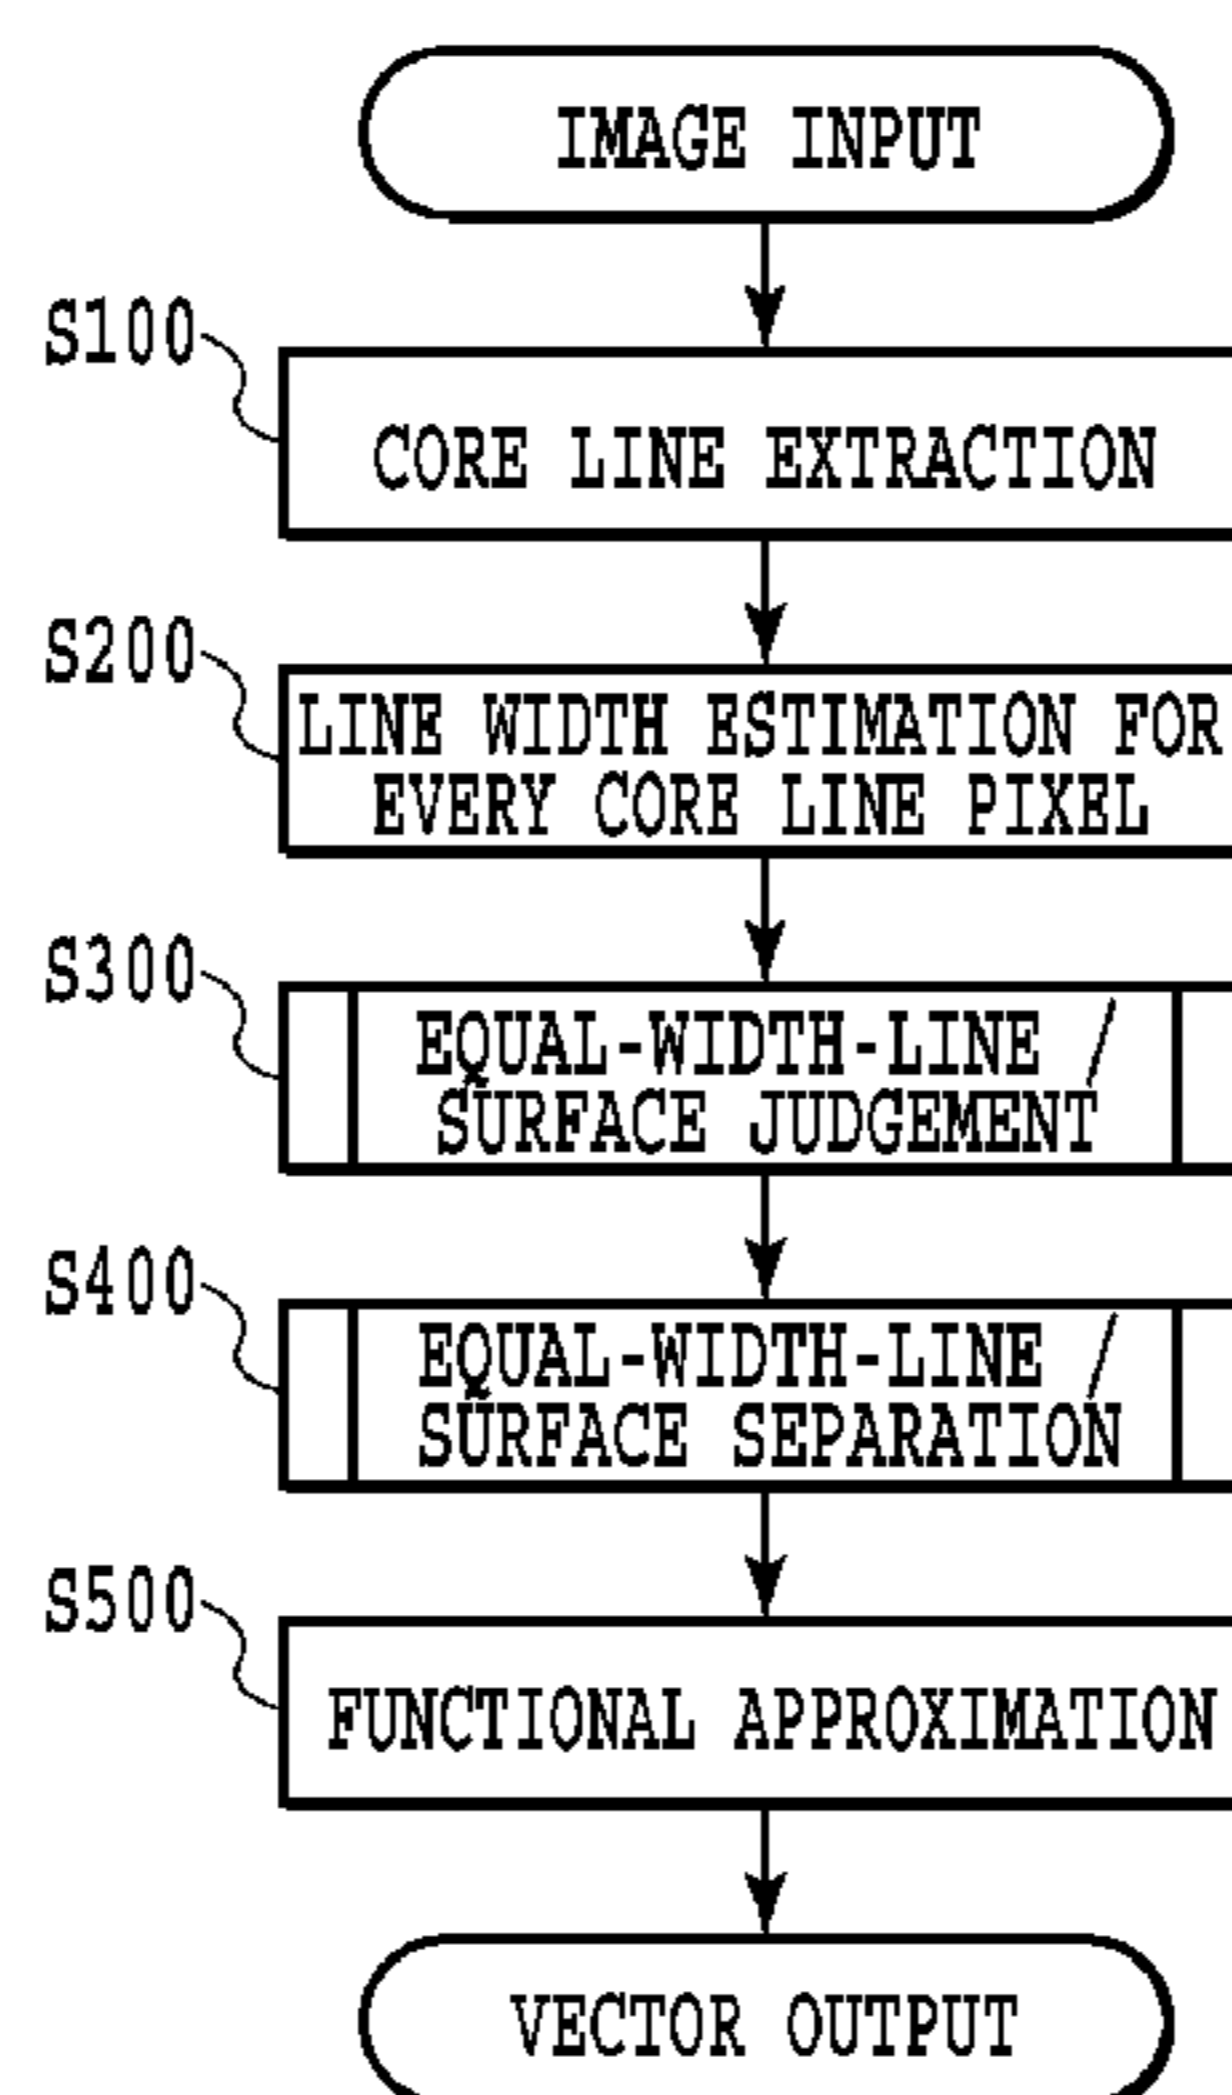 IMAGE INPUT
S100
CORE LINE EXTRACTION
S200
LINE WIDTH ESTIMATION FOR
EVERY CORE LINE PIXEL
S300
EQUAL-WIDTH-LINE /
SURFACE JUDGEMENT
S400
EQUAL-WIDTH-LINE /
SURFACE SEPARATION
S500
FUNCTIONAL APPROXIMATION
VECTOR OUTPUT